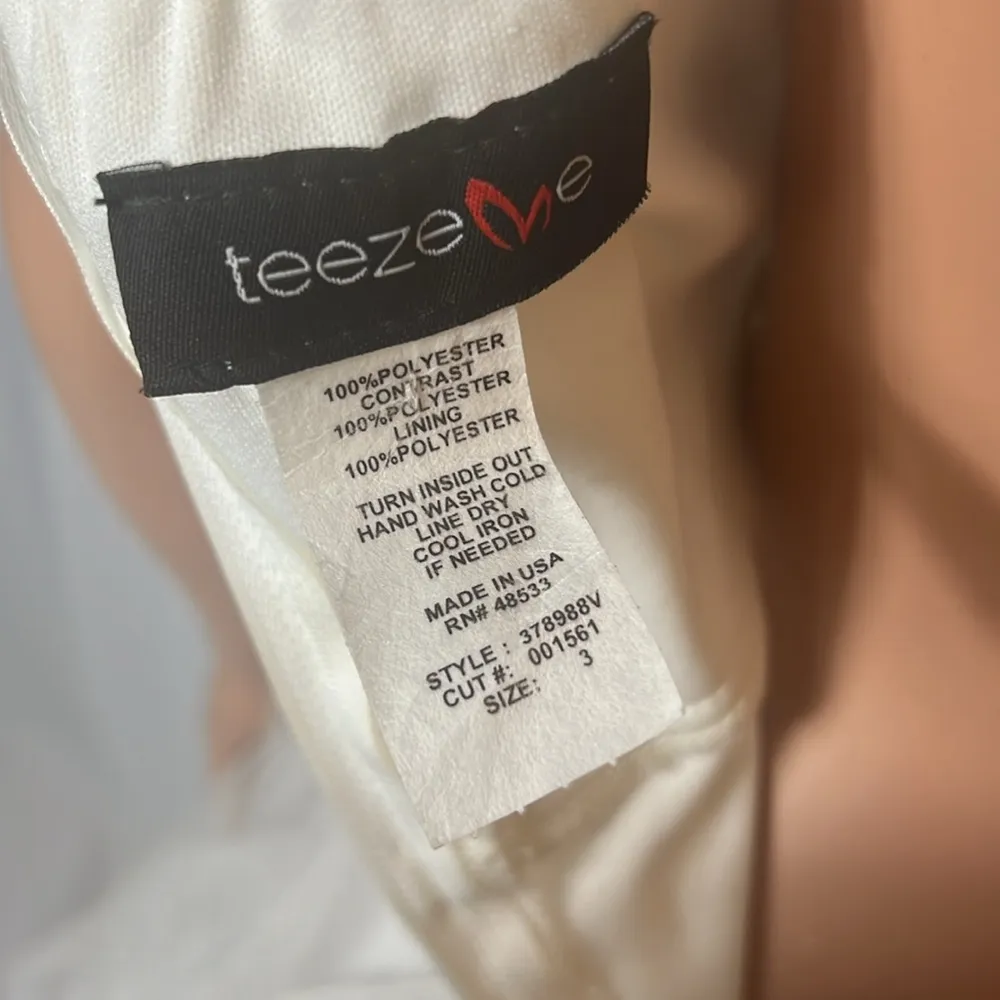 teeze e
100%POLYESTER
CONTRAST
100%POLYESTER
LINING
100%POLYESTER
TURN INSIDE OUT
HAND WASH COLD
LINE DRY
COOL IRON
IF NEEDED
MADE IN USA
RN# 48533
STYLE : 378988V
CUT #: 001561
SIZE: 3